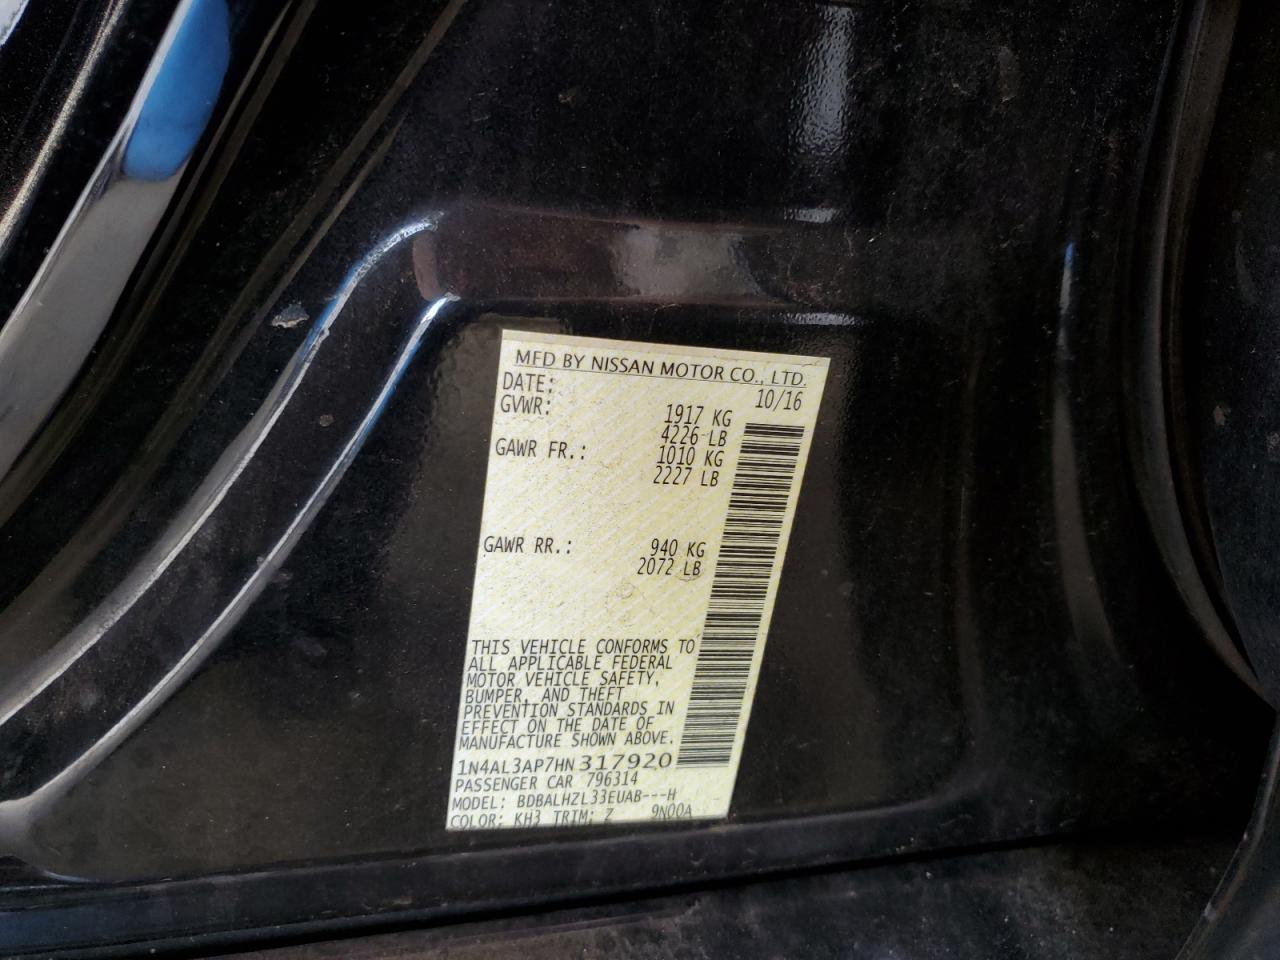 MFD BY NISSAN MOTOR CO., LTD.
DATE: 10/16
GVWR: 1917 KG
4226 LB
GAWR FR.: 1010 KG
2227 LB
GAWR RR.: 940 KG
2072 LB
THIS VEHICLE CONFORMS TO
ALL APPLICABLE FEDERAL
MOTOR VEHICLE SAFETY,
BUMPER, AND THEFT
PREVENTION STANDARDS IN
EFFECT ON THE DATE OF
MANUFACTURE SHOWN ABOVE.
1N4AL3AP7HN317920
PASSENGER CAR 796314
MODEL: BDBALHZL33EUAB---H
COLOR: KH3 TRIM: Z 9N00A